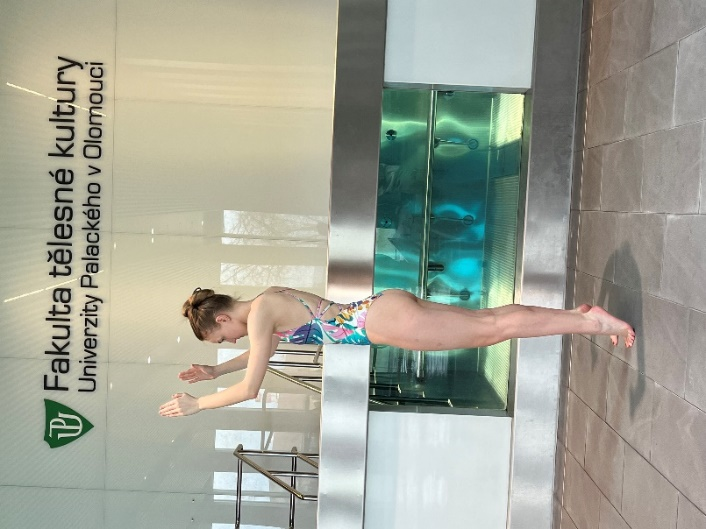 Fakulta tělesné kultury
Univerzity Palackého v Olomouci